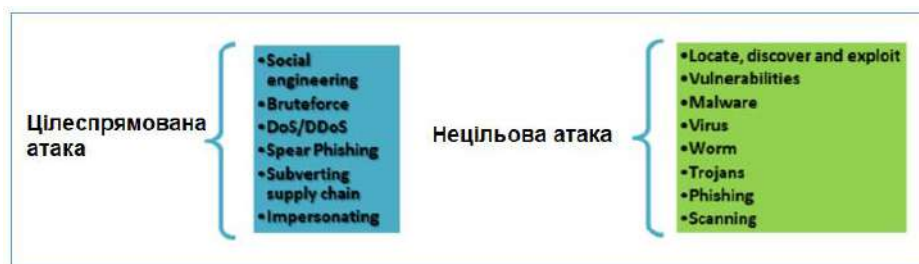 Цілеспрямована
атака
•Social
engineering
•Bruteforce
•DoS/DDoS
•Spear Phishing
•Subverting
supply chain
•Impersonating
Нецільова атака
•Locate, discover and exploit
•Vulnerabilities
•Malware
•Virus
•Worm
•Trojans
•Phishing
•Scanning